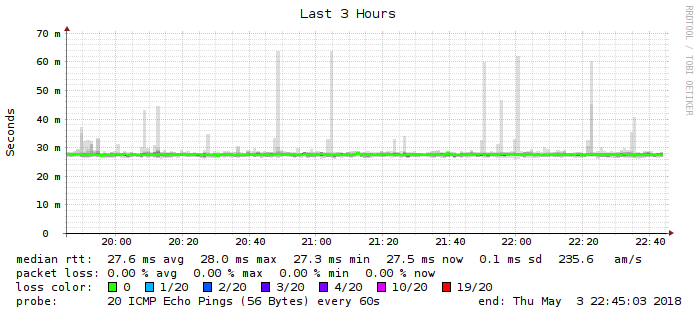 Last 3 Hours
RRDTOOL / TOBI OETIKER
Seconds
70 m
60 m
50 m
40 m
30 m
20 m
10 m
0
20:00 20:20 20:40 21:00 21:20 21:40 22:00 22:20 22:40
median rtt: 27.6 ms avg 28.0 ms max 27.3 ms min 27.5 ms now 0.1 ms sd 235.6 am/s
packet loss: 0.00 % avg 0.00 % max 0.00 % min 0.00 % now
loss color: 0 1/20 2/20 3/20 4/20 10/20 19/20
probe: 20 ICMP Echo Pings (56 Bytes) every 60s end: Thu May 3 22:45:03 2018